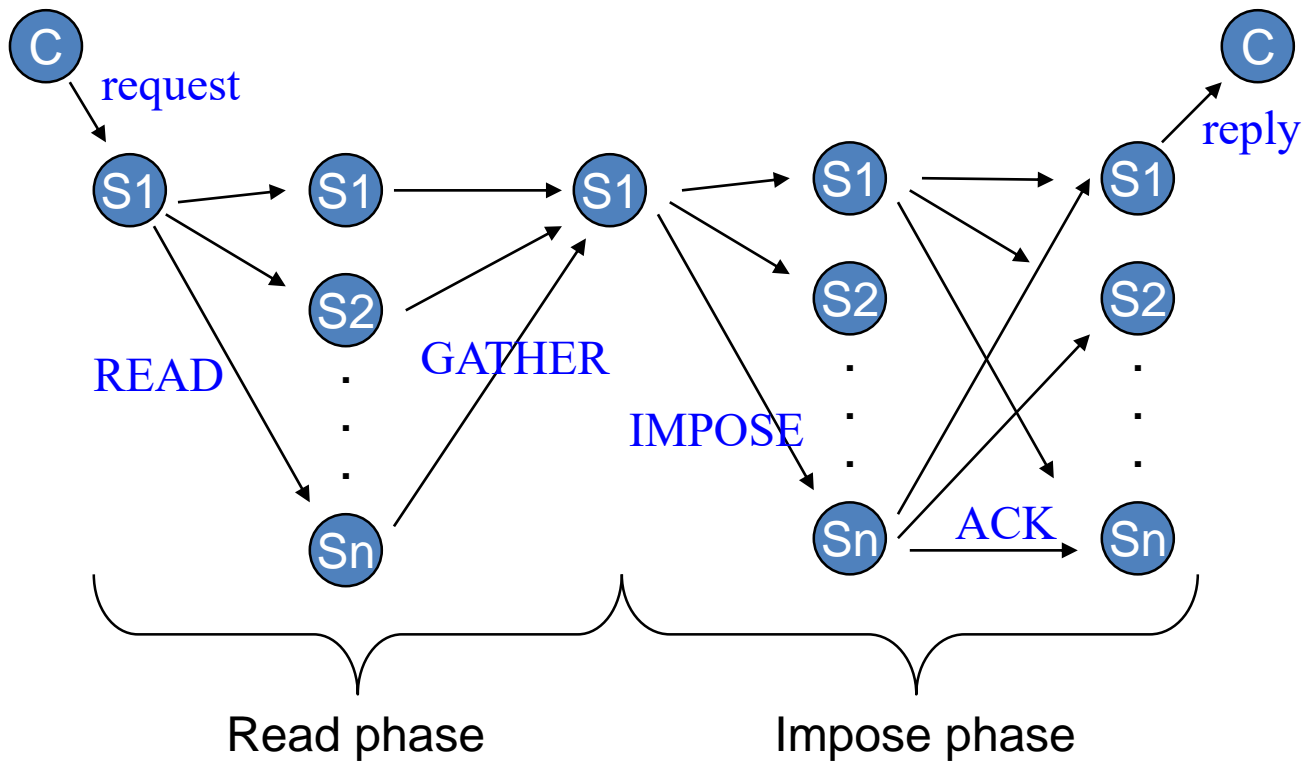 C
C
request
reply
S1
S1
S1
S1
S1
S2
S2
S2
READ
GATHER
IMPOSE
ACK
Sn
Sn
Sn
Read phase
Impose phase